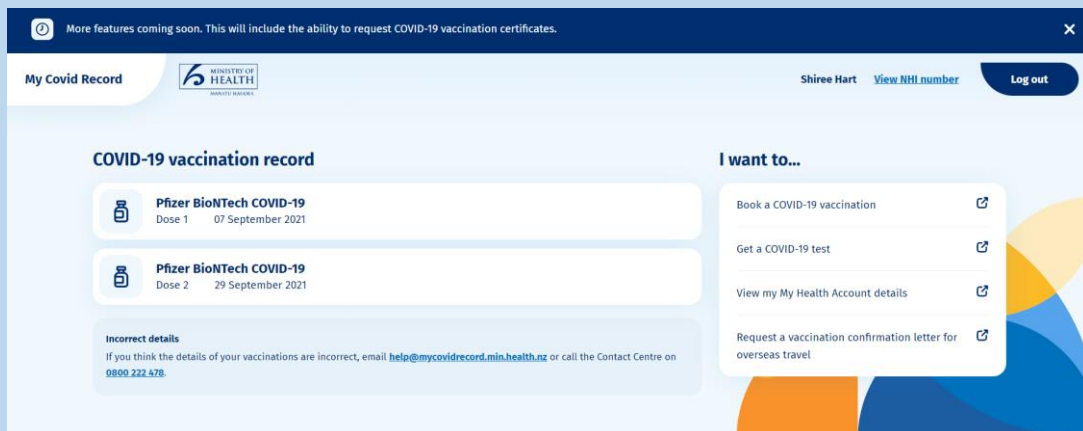 More features coming soon. This will include the ability to request COVID-19 vaccination certificates.
My Covid Record
MINISTRY OF
HEALTH
MANATŪ HAUORA
Shiree Hart View NHI number
Log out
COVID-19 vaccination record
Pfizer BioNTech COVID-19
Dose 1 07 September 2021
Pfizer BioNTech COVID-19
Dose 2 29 September 2021
Incorrect details
If you think the details of your vaccinations are incorrect, email help@mycovidrecord.min.health.nz or call the Contact Centre on
0800 222 478.
I want to...
Book a COVID-19 vaccination
Get a COVID-19 test
View my My Health Account details
Request a vaccination confirmation letter for
overseas travel